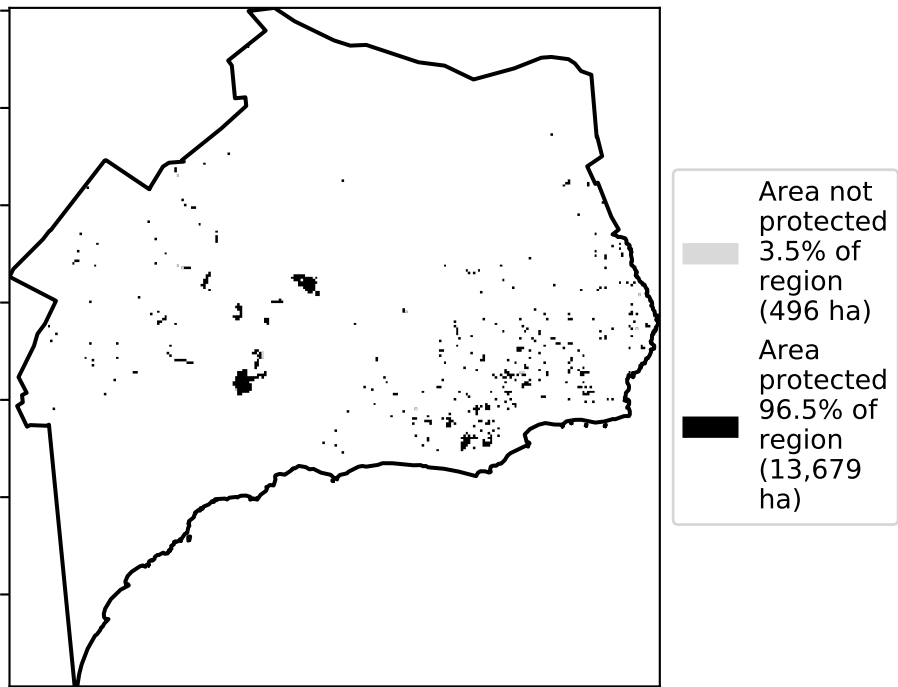 Area not
protected
3.5% of
region
(496 ha)
Area
protected
96.5% of
region
(13,679
ha)